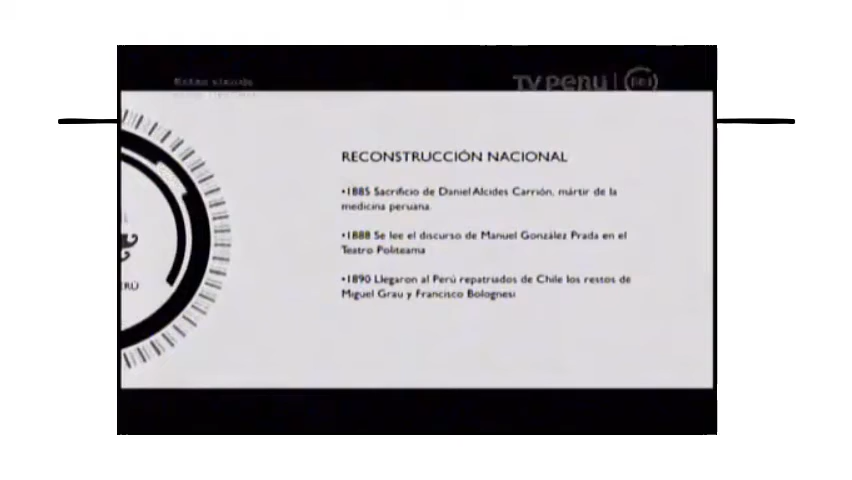 TV PERU
RECONSTRUCCIÓN NACIONAL
•1885 Sacrificio de Daniel Alcides Carrión, mártir de la
medicina peruana.
•1888 Se lee el discurso de Manuel González Prada en el
Teatro Politeama
•1890 Llegaron al Perú repatriados de Chile los restos de
Miguel Grau y Francisco Bolognesi
ERÚ